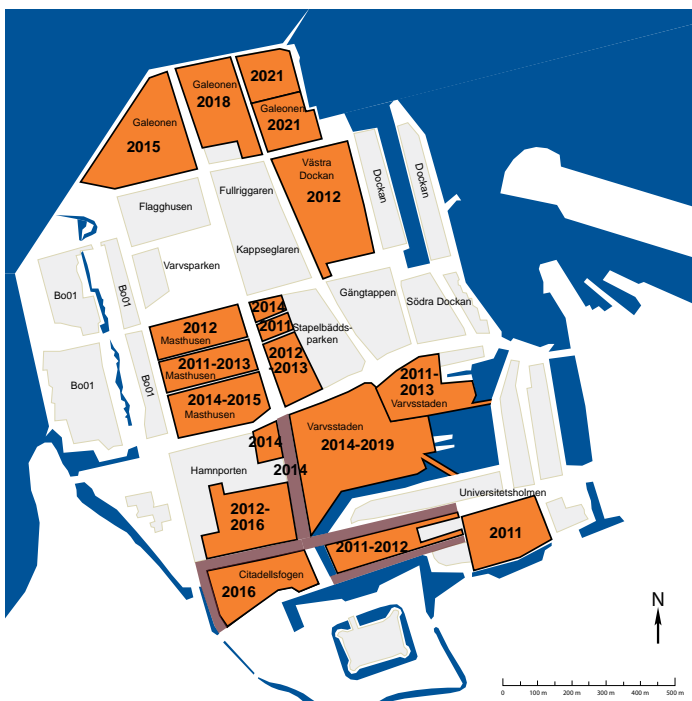 2021
Galeonen
2018
Galeonen
2021
Galeonen
2015
Västra
Dockan
2012
Dockan
Dockan
Fullriggaren
Flagghusen
Kappseglaren
Varvsparken
Bo01
Bo01
Gängtappen
Södra Dockan
2014
2011
Stapelbädds-
parken
2012
Masthusen
2012
-2013
2011-2013
Masthusen
2011-
2013
Varvsstaden
Bo01
Bo01
2014-2015
Masthusen
Varvsstaden
2014-2019
2014
2014
Hamnporten
Universitetsholmen
2012-
2016
2011
2011-2012
Citadellsfogen
2016
N
0
100 m
200 m
300 m
400 m
500 m